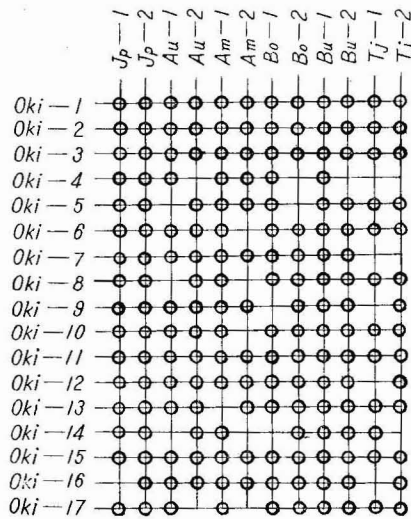 Jp—1 Jp—2 Au—1 Au—2 Am—1 Am—2 Bo—1 Bo—2 Bu—1 Bu—2 Tj—1 Tj—2
Oki—1
Oki—2
Oki—3
Oki—4
Oki—5
Oki—6
Oki—7
Oki—8
Oki—9
Oki—10
Oki—11
Oki—12
Oki—13
Oki—14
Oki—15
Oki—16
Oki—17